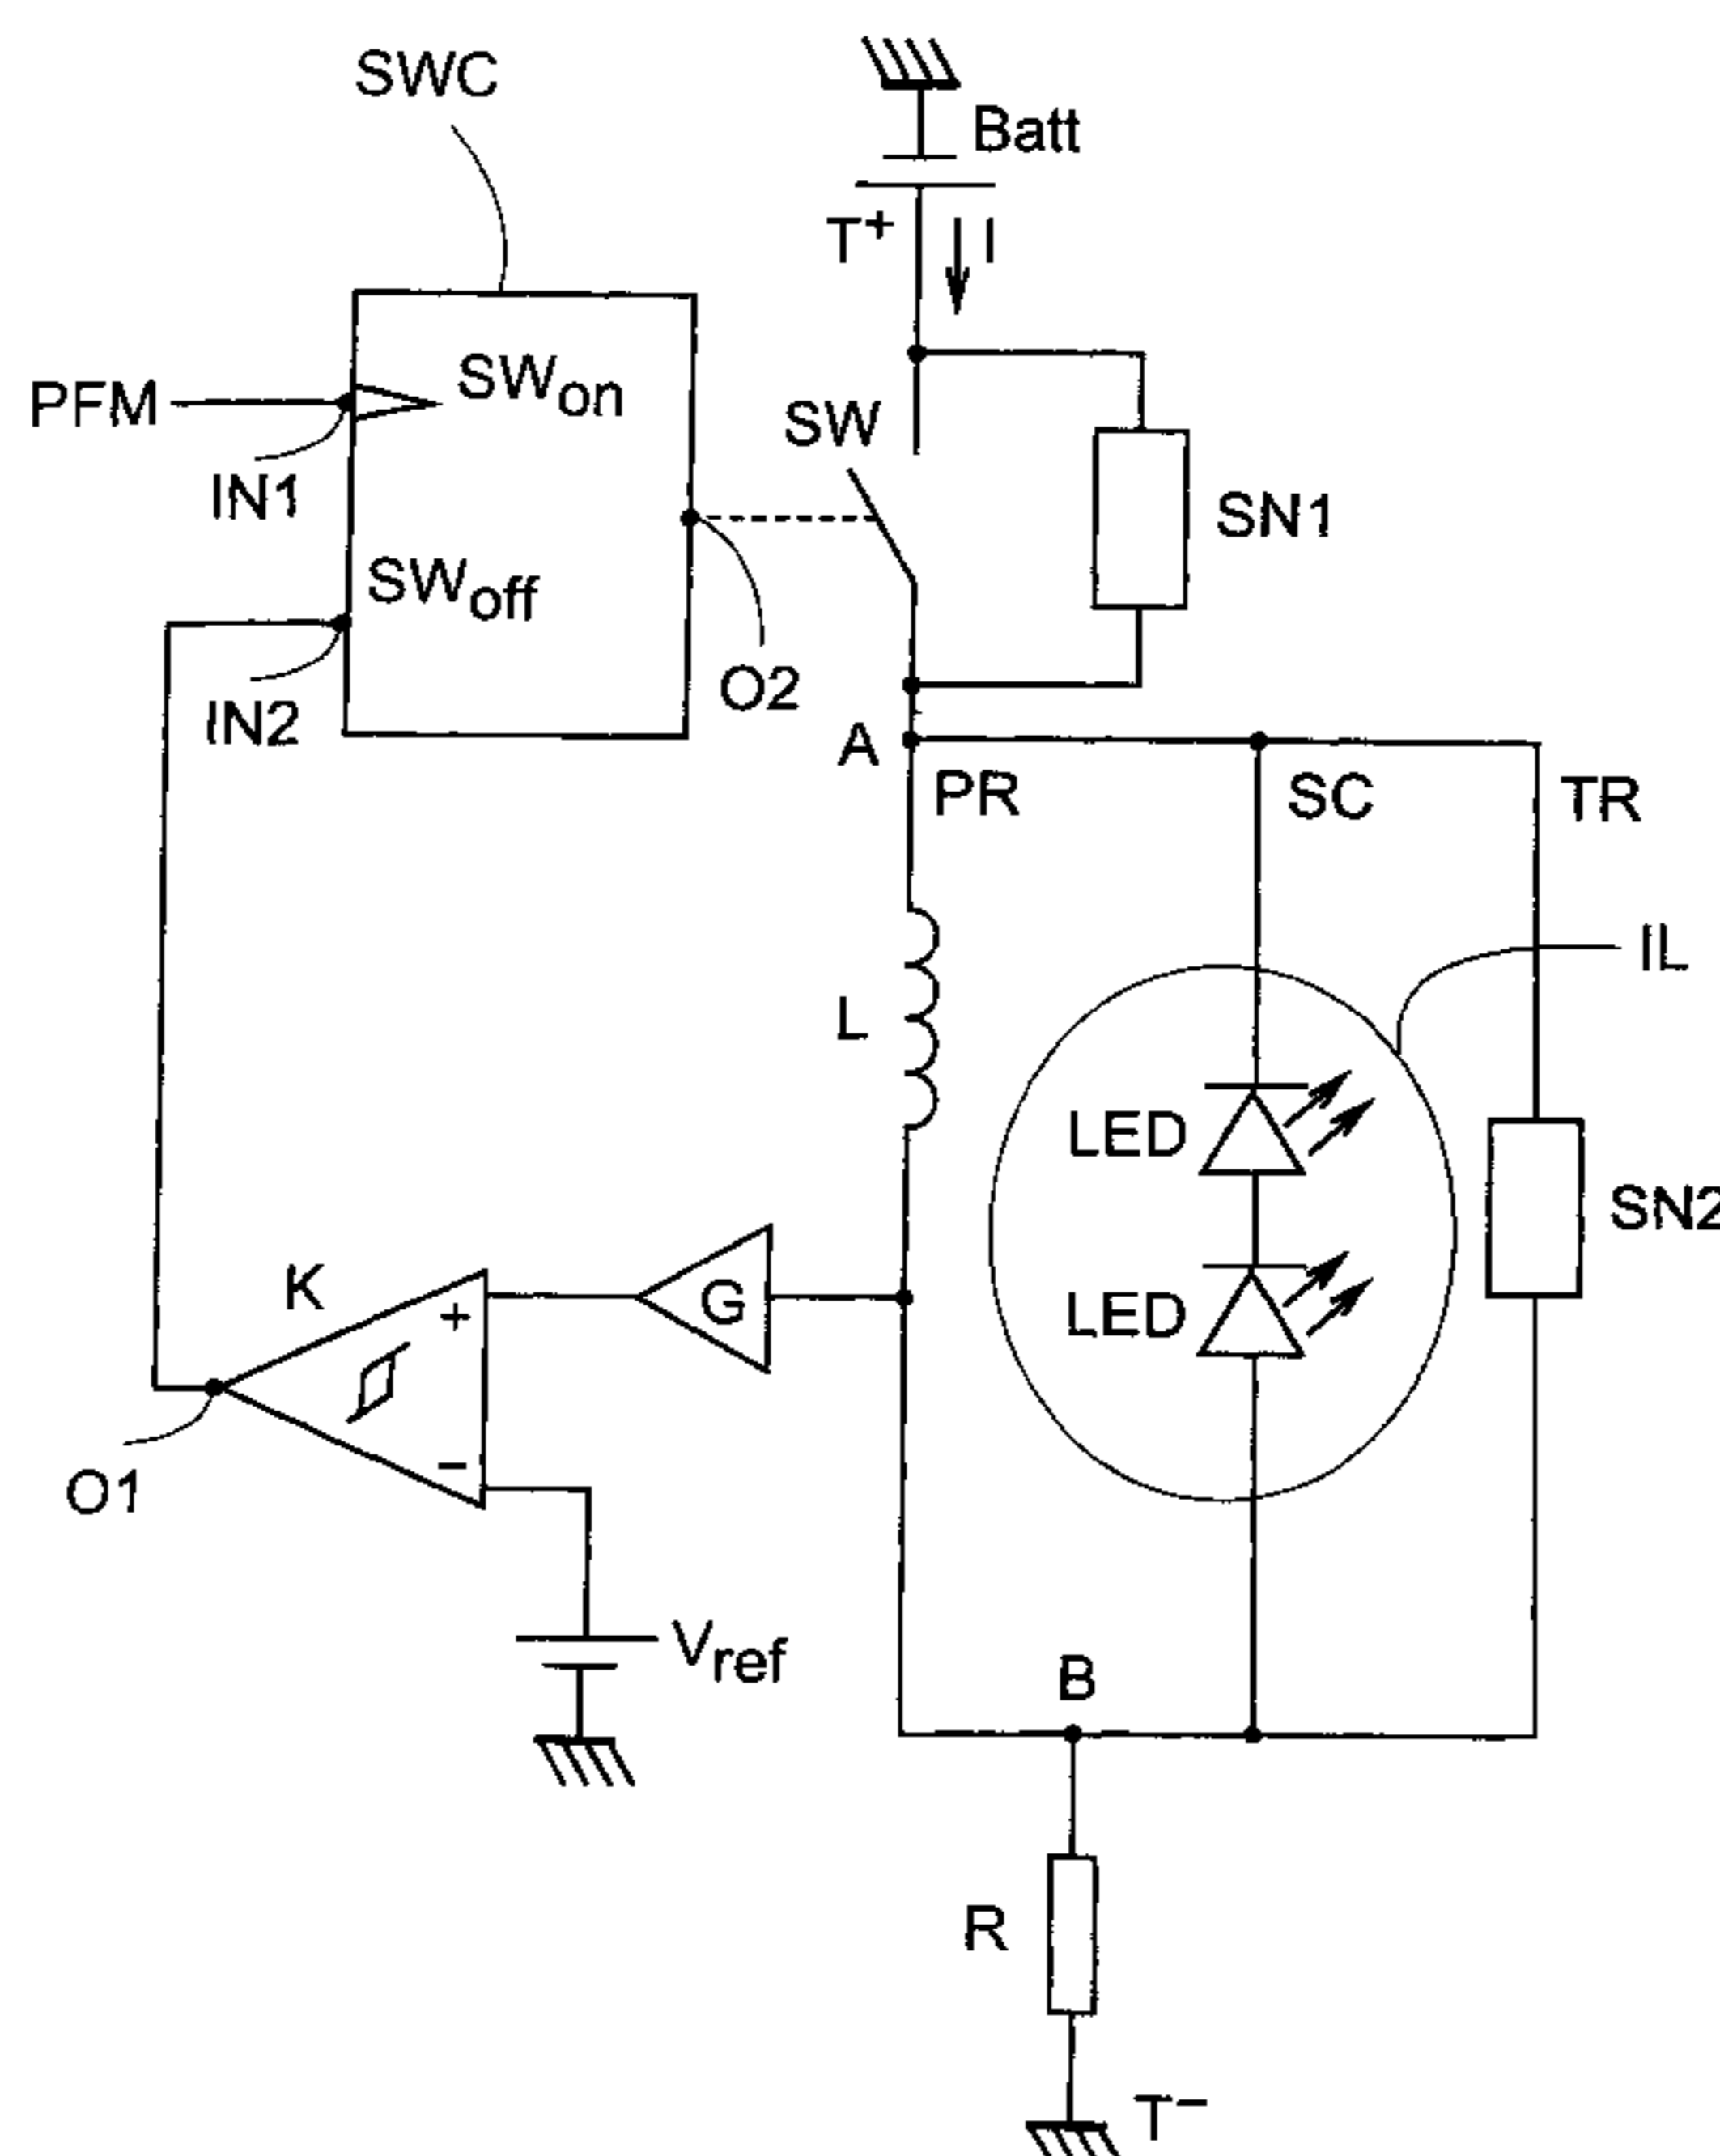 SWC
Batt
T+
I
PFM
SWon
SW
IN1
SN1
SWoff
IN2
O2
A
PR
SC
TR
IL
L
LED
SN2
K
+
G
LED
−
O1
Vref
B
R
T−